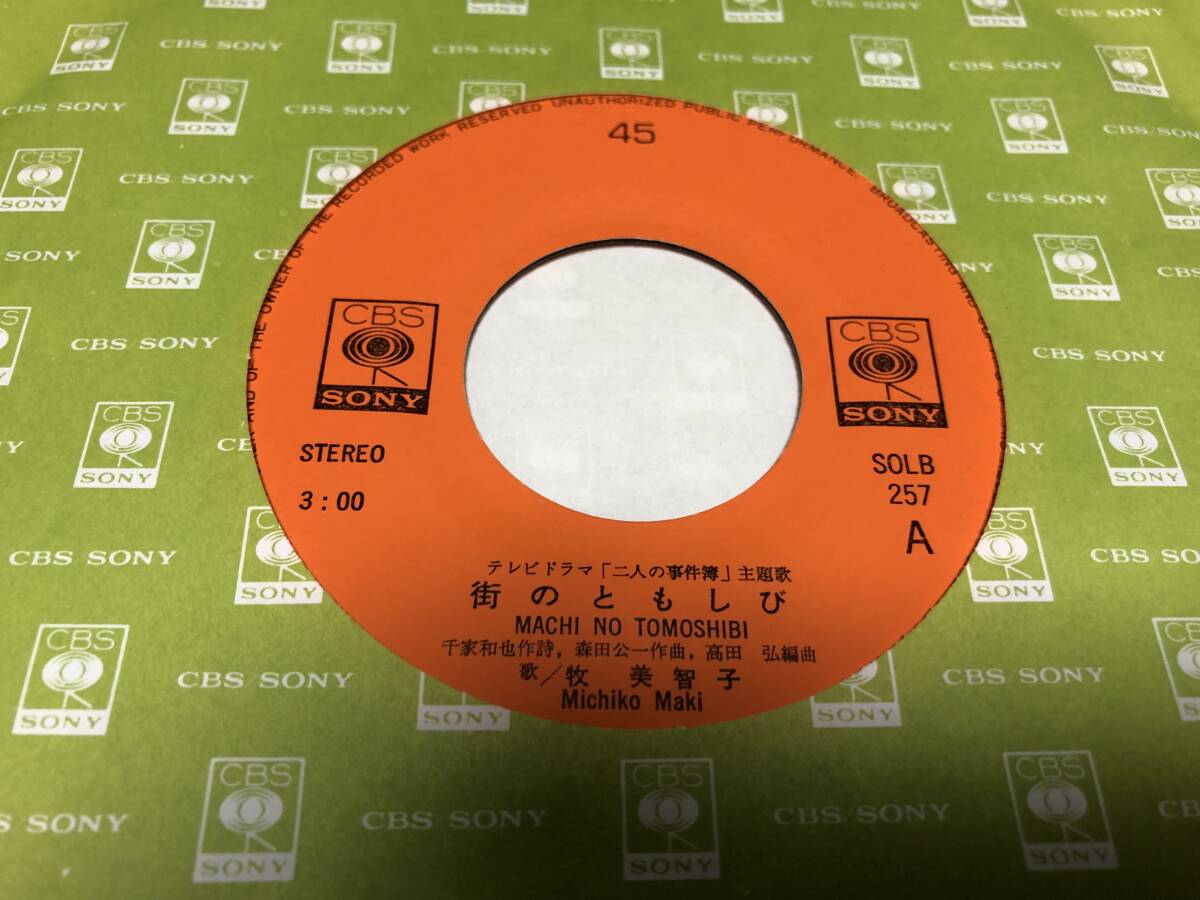 45
AND OF THE OWNER OF THE RECORDED WORK RESERVED UNAUTHORIZED PUBLIC PERFORMANCE BROADCASTING AND
CBS
SONY
CBS
SONY
STEREO
3 : 00
SOLB
257
A
テレビドラマ「二人の事件簿」主題歌
街のともしび
MACHI NO TOMOSHIBI
千家和也作詩, 森田公一作曲, 高田 弘編曲
歌/牧 美智子
Michiko Maki
CBS SONY
CBS
SONY